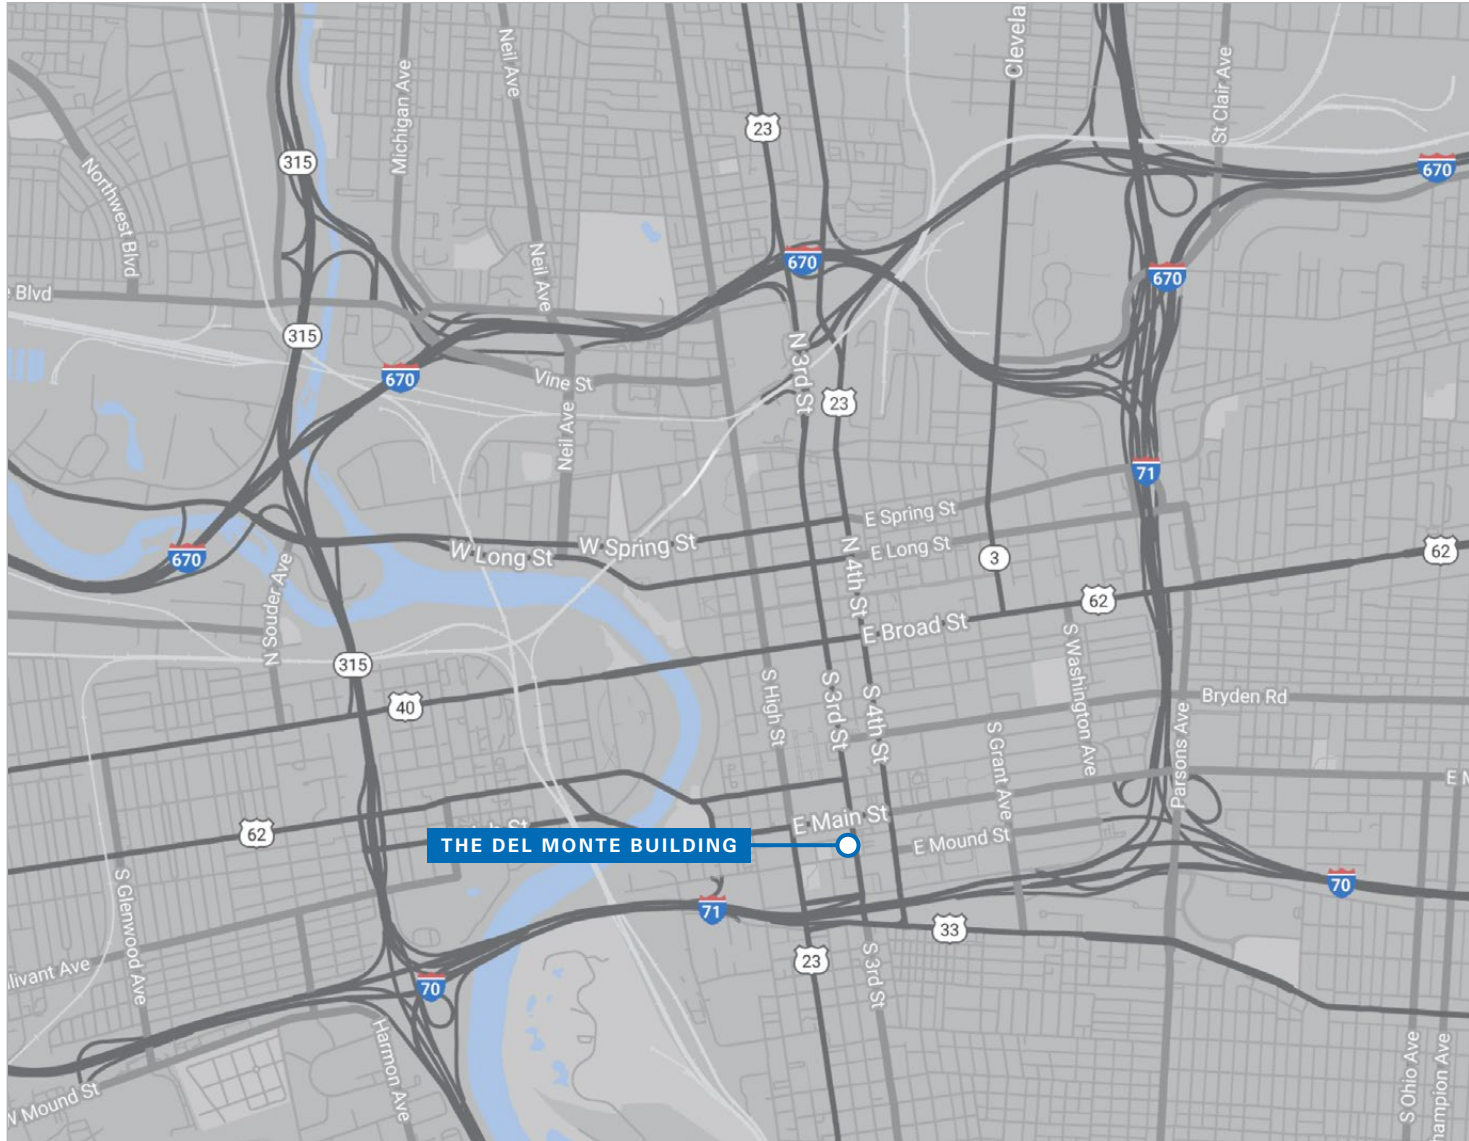 Neil Ave
Clevela
Michigan Ave
St Clair Ave
23
315
670
Northwest Blvd
Neil Ave
670
670
e Blvd
315
N 3rd St
670
Vine St
23
Neil Ave
71
E Spring St
W Spring St
W Long St
E Long St
62
670
3
N 4th St
N Souder Ave
62
E Broad St
S Washington Ave
315
S High St
S 3rd St
S 4th St
Bryden Rd
40
S Grant Ave
Parsons Ave
E M
E Main St
62
E Mound St
THE DEL MONTE BUILDING
S Glenwood Ave
70
71
33
23
livant Ave
S 3rd St
70
Harmon Ave
S Ohio Ave
hampion Ave
W Mound St